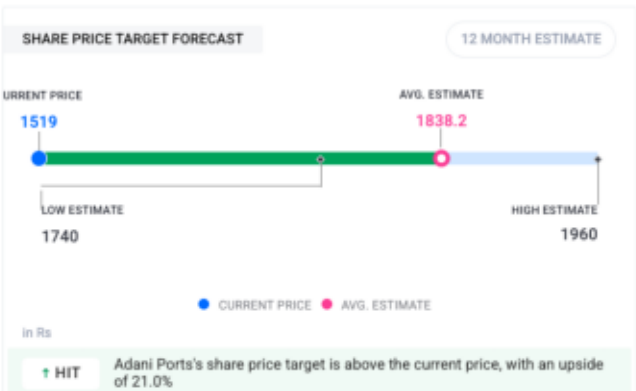 SHARE PRICE TARGET FORECAST
12 MONTH ESTIMATE
URRENT PRICE
AVG. ESTIMATE
1519
1838.2
LOW ESTIMATE
HIGH ESTIMATE
1740
1960
CURRENT PRICE
AVG. ESTIMATE
in Rs
↑ HIT
Adani Ports's share price target is above the current price, with an upside
of 21.0%